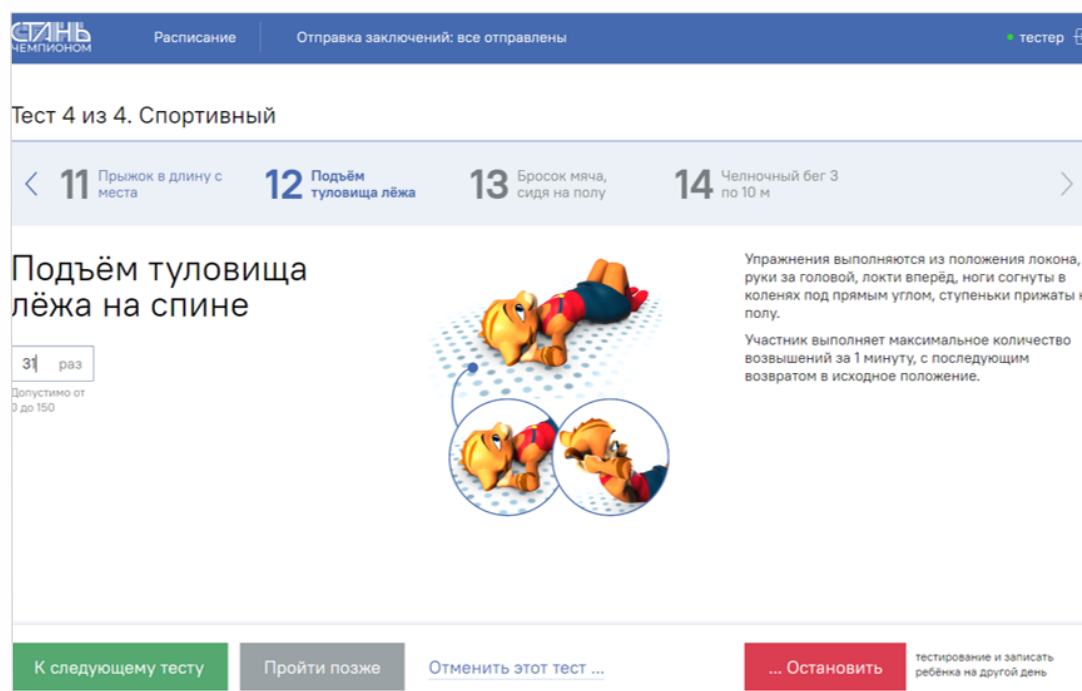 СТАНЬ
ЧЕМПИОНОМ
Расписание
Отправка заключений: все отправлены
тестер
Тест 4 из 4. Спортивный
11 Прыжок в длину с
места
12 Подъём
туловища лёжа
13 Бросок мяча,
сидя на полу
14 Челночный бег 3
по 10 м
Подъём туловища
лёжа на спине
31 раз
Допустимо от
0 до 150
Упражнения выполняются из положения локона,
руки за головой, локти вперёд, ноги согнуты в
коленях под прямым углом, ступеньки прижаты к
полу.
Участник выполняет максимальное количество
возвышений за 1 минуту, с последующим
возвратом в исходное положение.
К следующему тесту
Пройти позже
Отменить этот тест ...
... Остановить
тестирование и записать
ребёнка на другой день